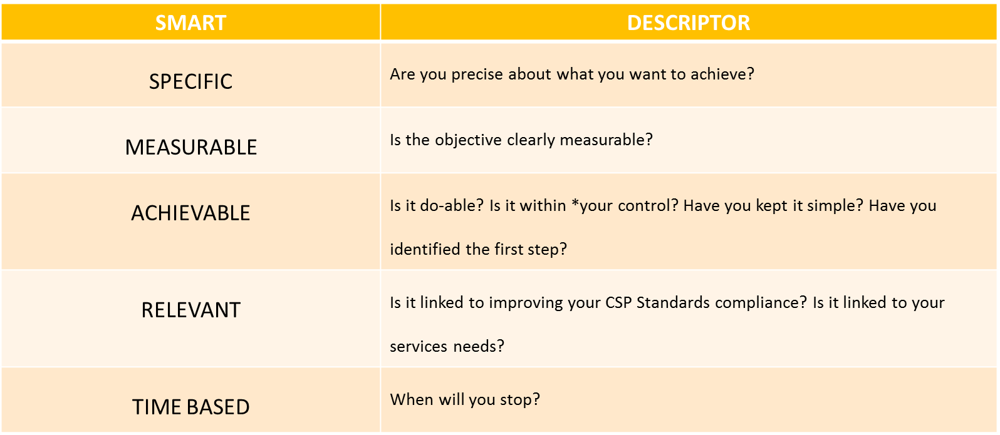 SMART
DESCRIPTOR
SPECIFIC
Are you precise about what you want to achieve?
MEASURABLE
Is the objective clearly measurable?
ACHIEVABLE
Is it do-able? Is it within *your control? Have you kept it simple? Have you
identified the first step?
RELEVANT
Is it linked to improving your CSP Standards compliance? Is it linked to your
services needs?
TIME BASED
When will you stop?